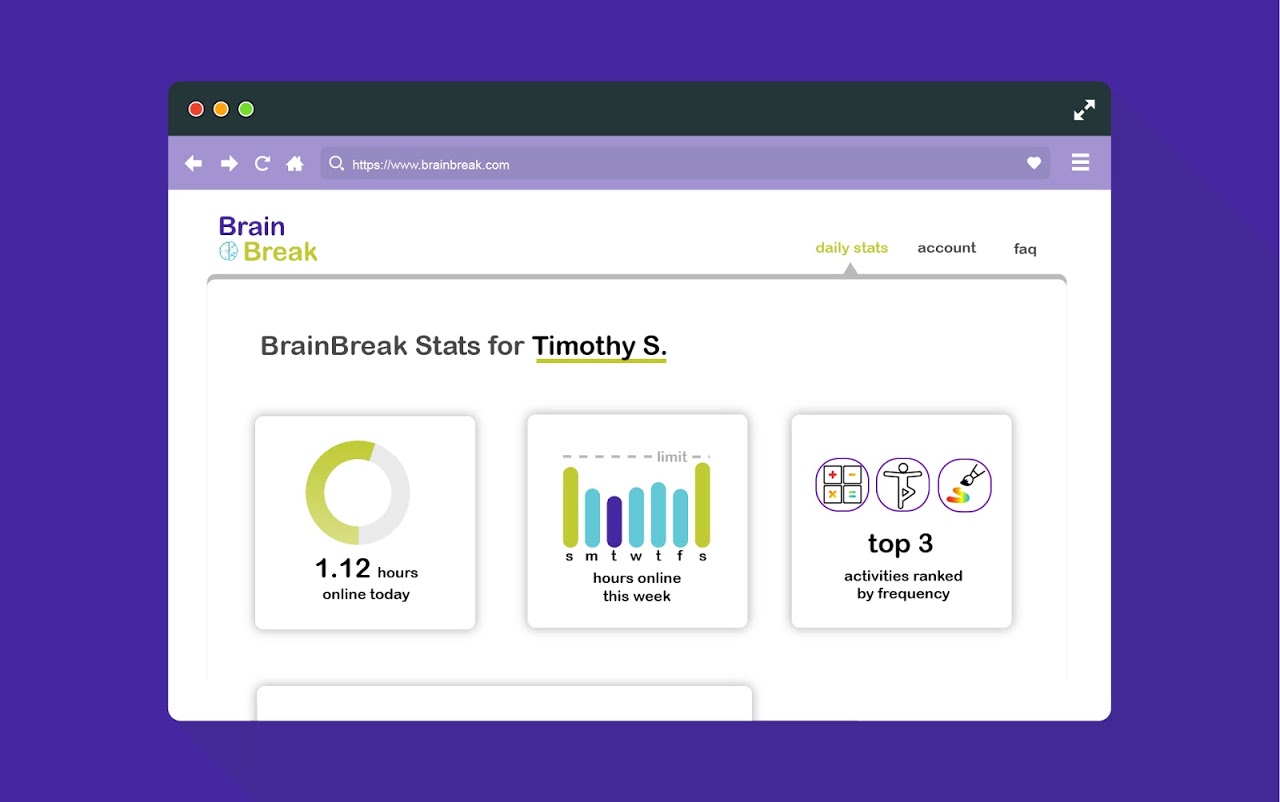 https://www.brainbreak.com
Brain
Break
daily stats account faq
BrainBreak Stats for Timothy S.
1.12 hours
online today
limit
s m t w t f s
hours online
this week
top 3
activities ranked
by frequency